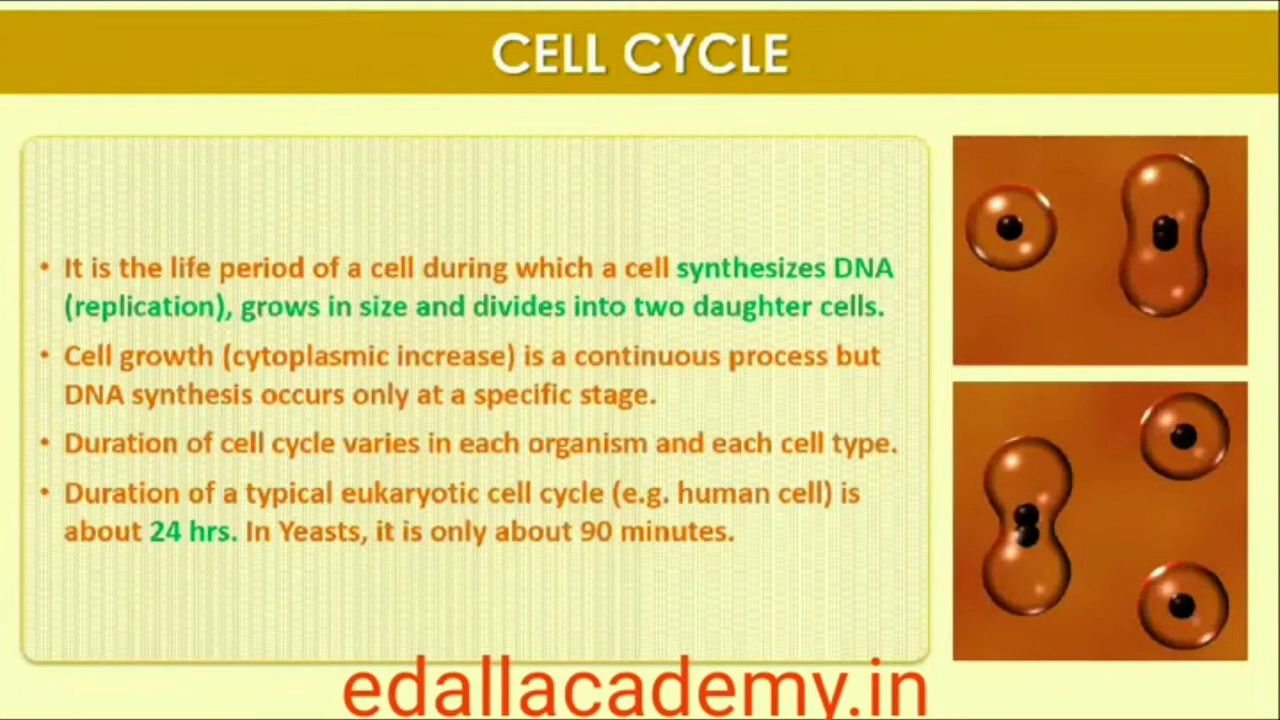 CELL CYCLE
• It is the life period of a cell during which a cell synthesizes DNA
(replication), grows in size and divides into two daughter cells.
• Cell growth (cytoplasmic increase) is a continuous process but
DNA synthesis occurs only at a specific stage.
• Duration of cell cycle varies in each organism and each cell type.
• Duration of a typical eukaryotic cell cycle (e.g. human cell) is
about 24 hrs. In Yeasts, it is only about 90 minutes.
edallacademy.in